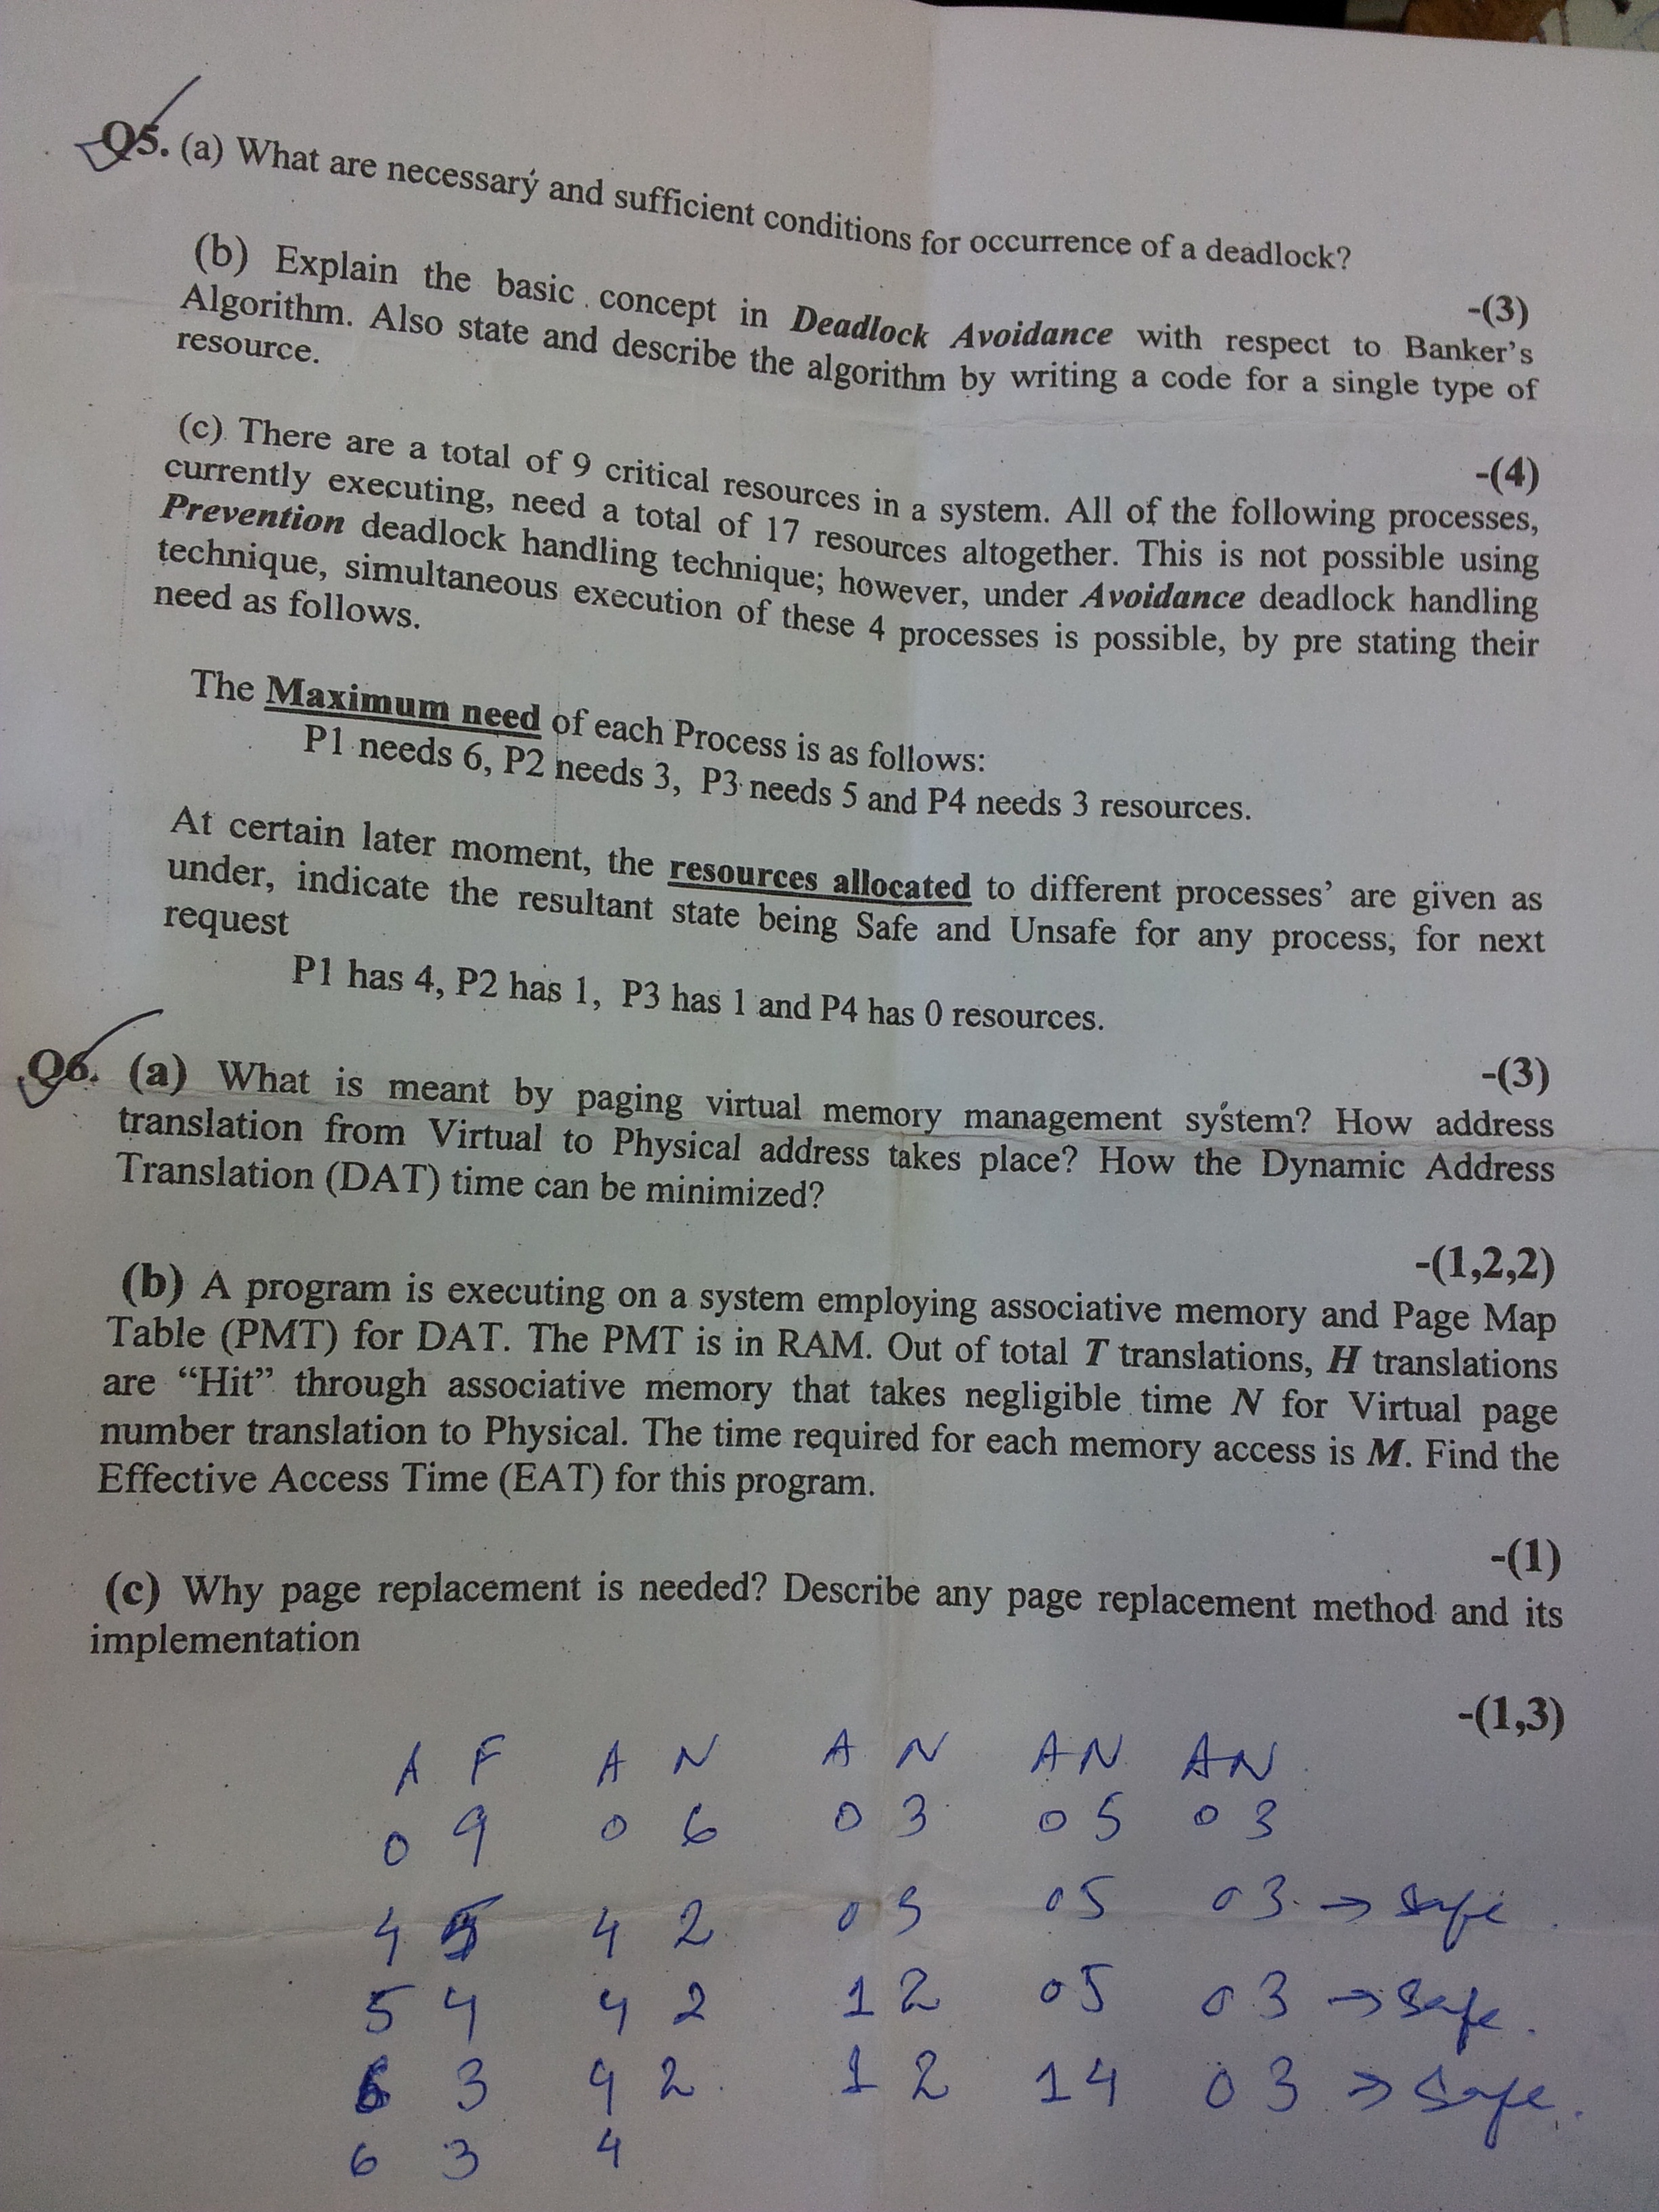 Q5. (a) What are necessary and sufficient conditions for occurrence of a deadlock?
-(3)
(b) Explain the basic concept in Deadlock Avoidance with respect to Banker's
Algorithm. Also state and describe the algorithm by writing a code for a single type of
resource.
-(4)
(c) There are a total of 9 critical resources in a system. All of the following processes,
currently executing, need a total of 17 resources altogether. This is not possible using
Prevention deadlock handling technique; however, under Avoidance deadlock handling
technique, simultaneous execution of these 4 processes is possible, by pre stating their
need as follows.
The Maximum need of each Process is as follows:
P1 needs 6, P2 needs 3, P3 needs 5 and P4 needs 3 resources.
At certain later moment, the resources allocated to different processes' are given as
under, indicate the resultant state being Safe and Unsafe for any process, for next
request
P1 has 4, P2 has 1, P3 has 1 and P4 has 0 resources.
-(3)
Q6. (a) What is meant by paging virtual memory management system? How address
translation from Virtual to Physical address takes place? How the Dynamic Address
Translation (DAT) time can be minimized?
-(1,2,2)
(b) A program is executing on a system employing associative memory and Page Map
Table (PMT) for DAT. The PMT is in RAM. Out of total T translations, H translations
are "Hit" through associative memory that takes negligible time N for Virtual page
number translation to Physical. The time required for each memory access is M. Find the
Effective Access Time (EAT) for this program.
-(1)
(c) Why page replacement is needed? Describe any page replacement method and its
implementation
-(1,3)
A F A N A N A N A N
0 9 0 6 0 3 0 5 0 3
4 5 4 2 0 3 0 5 0 3 → Safe
5 4 4 2 1 2 0 5 0 3 → Safe.
6 3 4 2 1 2 1 4 0 3 → Safe.
6 3 4